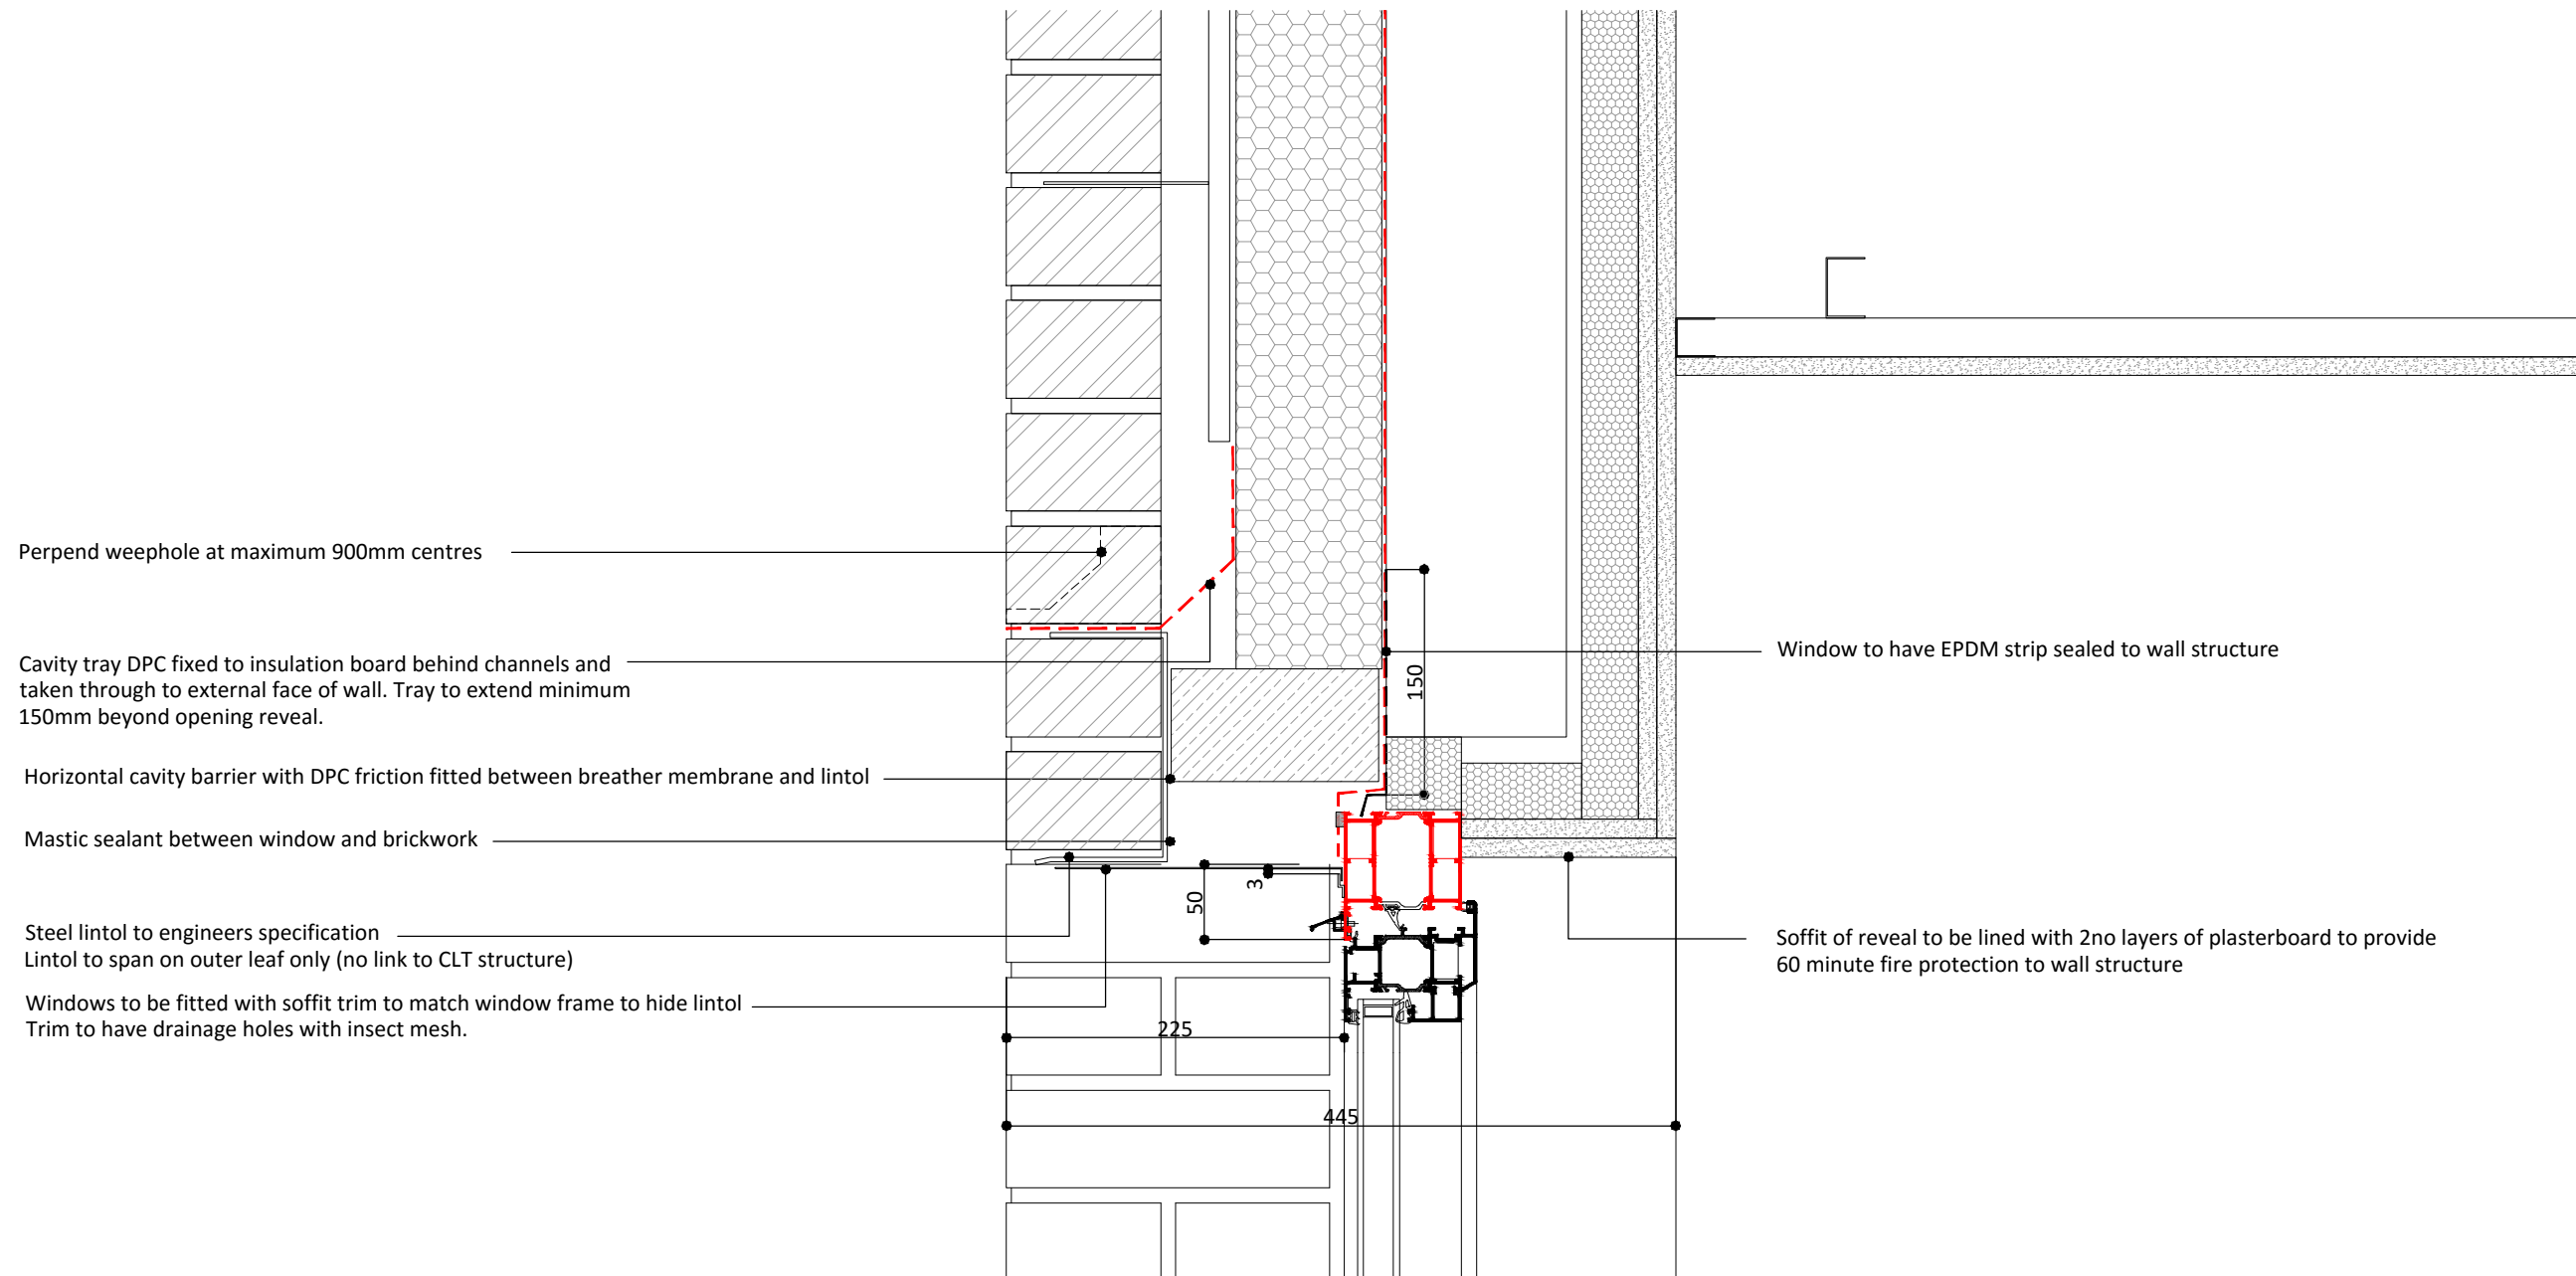 Perpend weephole at maximum 900mm centres
Cavity tray DPC fixed to insulation board behind channels and
taken through to external face of wall. Tray to extend minimum
150mm beyond opening reveal.
Horizontal cavity barrier with DPC friction fitted between breather membrane and lintol
Mastic sealant between window and brickwork
Steel lintol to engineers specification
Lintol to span on outer leaf only (no link to CLT structure)
Windows to be fitted with soffit trim to match window frame to hide lintol
Trim to have drainage holes with insect mesh.
150
3
50
225
445
Window to have EPDM strip sealed to wall structure
Soffit of reveal to be lined with 2no layers of plasterboard to provide
60 minute fire protection to wall structure